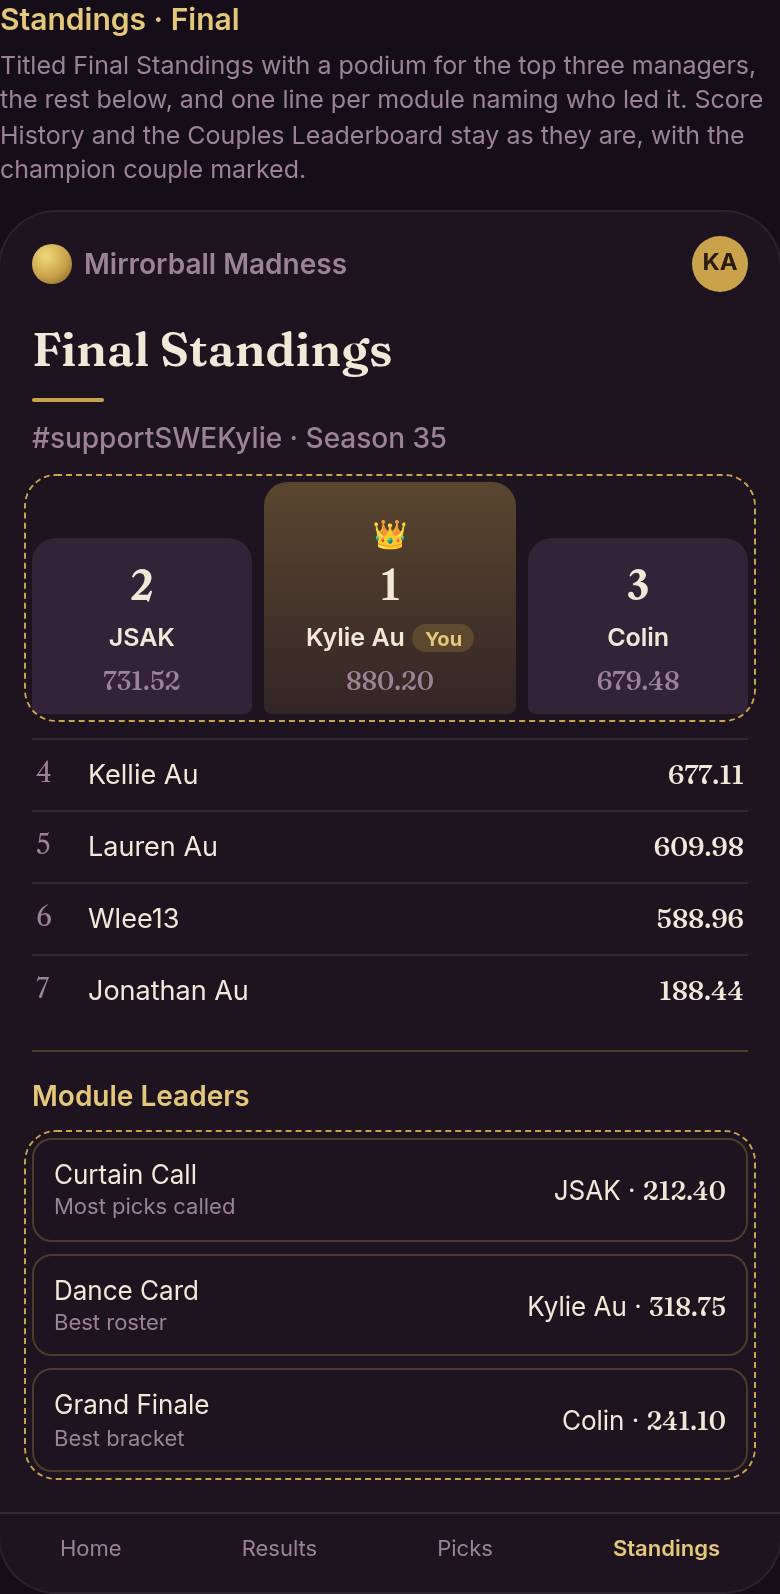 Standings · Final
Titled Final Standings with a podium for the top three managers,
the rest below, and one line per module naming who led it. Score
History and the Couples Leaderboard stay as they are, with the
champion couple marked.
Mirrorball Madness
KA
Final Standings
#supportSWEKylie · Season 35
2
JSAK
731.52
1
Kylie Au You
880.20
3
Colin
679.48
4 Kellie Au 677.11
5 Lauren Au 609.98
6 Wlee13 588.96
7 Jonathan Au 188.44
Module Leaders
Curtain Call
Most picks called
JSAK · 212.40
Dance Card
Best roster
Kylie Au · 318.75
Grand Finale
Best bracket
Colin · 241.10
Home Results Picks Standings